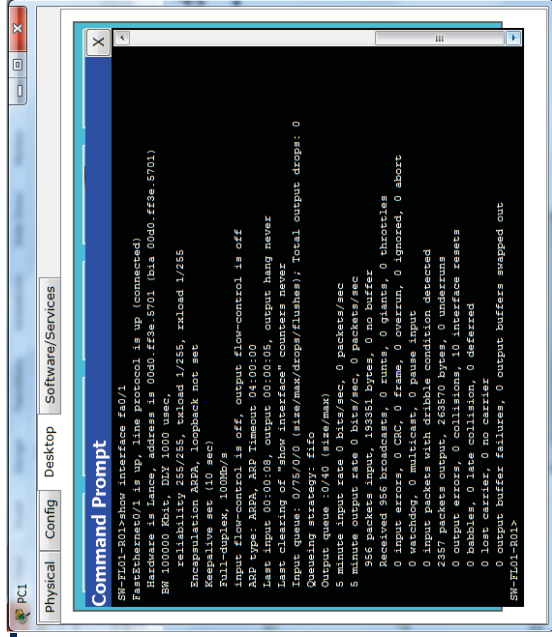 PC1
Physical Config Desktop Software/Services
Command Prompt
X
SW-FL01-R01>show interface fa0/1
FastEthernet0/1 is up, line protocol is up (connected)
Hardware is Lance, address is 00d0.ff3e.5701 (bia 00d0.ff3e.5701)
BW 100000 Kbit, DLY 1000 usec,
reliability 255/255, txload 1/255, rxload 1/255
Encapsulation ARPA, loopback not set
Keepalive set (10 sec)
Full-duplex, 100Mb/s
input flow-control is off, output flow-control is off
ARP type: ARPA, ARP Timeout 04:00:00
Last input 00:00:08, output 00:00:05, output hang never
Last clearing of "show interface" counters never
Input queue: 0/75/0/0 (size/max/drops/flushes); Total output drops: 0
Queueing strategy: fifo
Output queue :0/40 (size/max)
5 minute input rate 0 bits/sec, 0 packets/sec
5 minute output rate 0 bits/sec, 0 packets/sec
956 packets input, 193351 bytes, 0 no buffer
Received 956 broadcasts, 0 runts, 0 giants, 0 throttles
0 input errors, 0 CRC, 0 frame, 0 overrun, 0 ignored, 0 abort
0 watchdog, 0 multicast, 0 pause input
0 input packets with dribble condition detected
2357 packets output, 263570 bytes, 0 underruns
0 output errors, 0 collisions, 10 interface resets
0 babbles, 0 late collision, 0 deferred
0 lost carrier, 0 no carrier
0 output buffer failures, 0 output buffers swapped out
SW-FL01-R01>